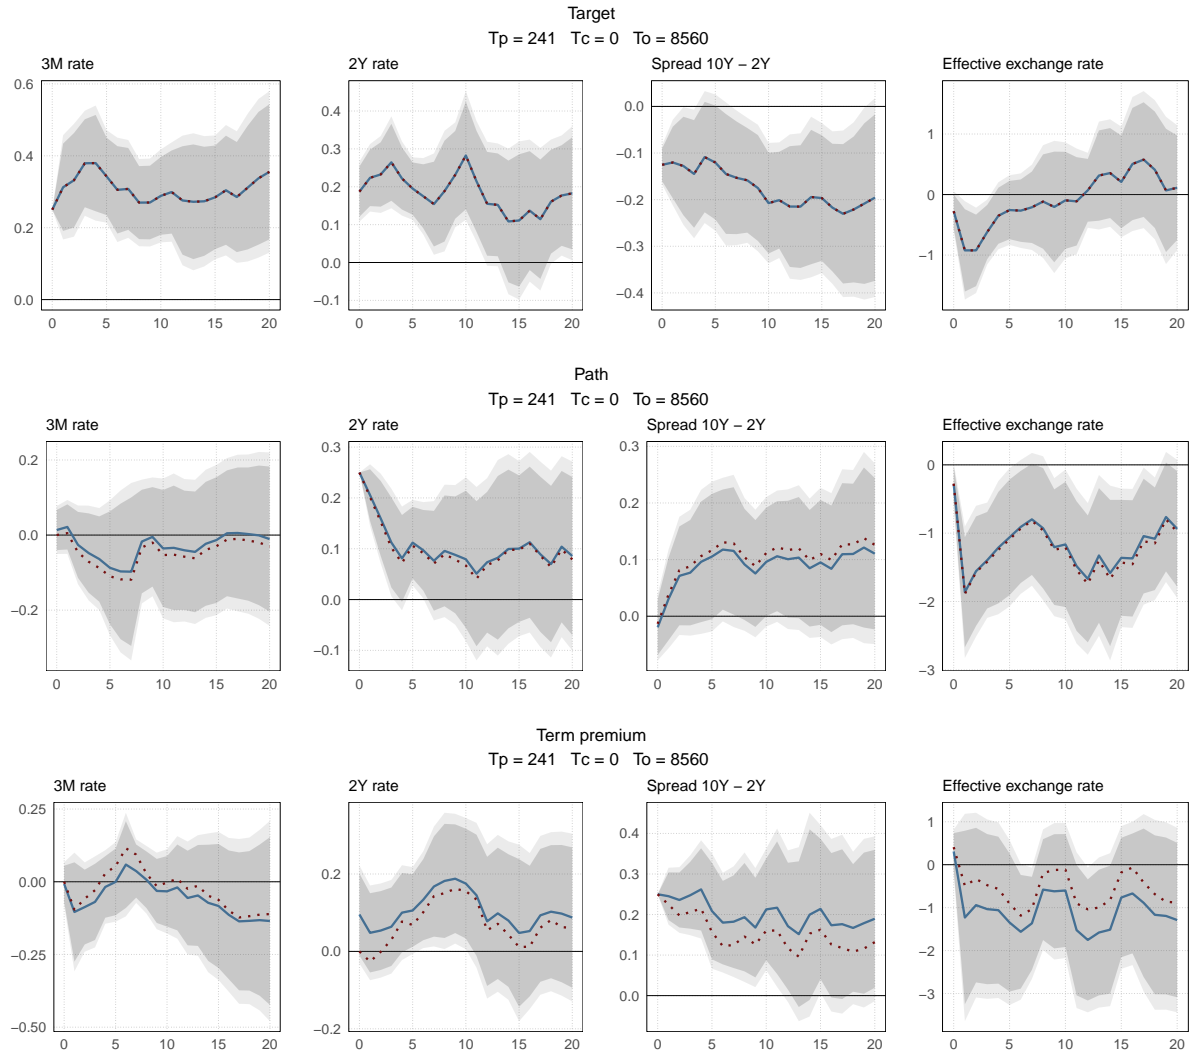 Target
Tp = 241 Tc = 0 To = 8560
3M rate 2Y rate Spread 10Y − 2Y Effective exchange rate
0.6
0.4
0.2
0.0
0 5 10 15 20
0.4
0.3
0.2
0.1
0.0
−0.1
0 5 10 15 20
0.0
−0.1
−0.2
−0.3
−0.4
0 5 10 15 20
1
0
−1
0 5 10 15 20
Path
Tp = 241 Tc = 0 To = 8560
3M rate 2Y rate Spread 10Y − 2Y Effective exchange rate
0.2
0.0
−0.2
0 5 10 15 20
0.3
0.2
0.1
0.0
−0.1
0 5 10 15 20
0.3
0.2
0.1
0.0
0 5 10 15 20
0
−1
−2
−3
0 5 10 15 20
Term premium
Tp = 241 Tc = 0 To = 8560
3M rate 2Y rate Spread 10Y − 2Y Effective exchange rate
0.25
0.00
−0.25
−0.50
0 5 10 15 20
0.2
0.0
−0.2
0 5 10 15 20
0.4
0.3
0.2
0.1
0.0
0 5 10 15 20
1
0
−1
−2
−3
0 5 10 15 20